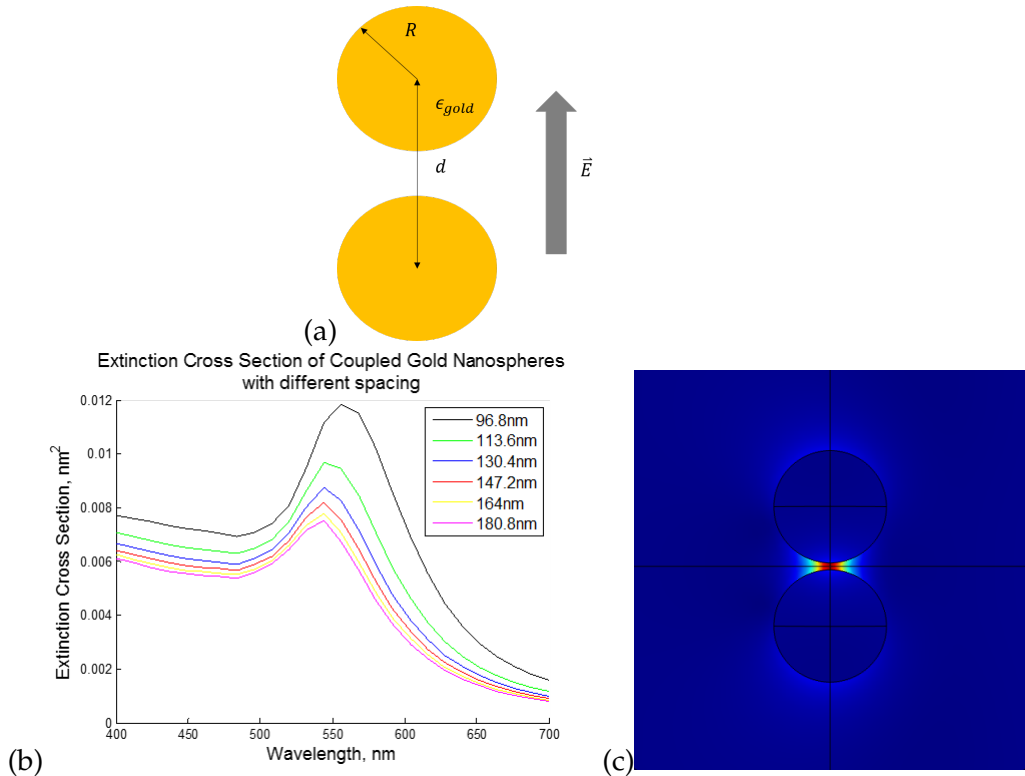 R
ϵ_gold
d
E⃗
(a)
Extinction Cross Section of Coupled Gold Nanospheres
with different spacing
Extinction Cross Section, nm²
0.012
0.01
0.008
0.006
0.004
0.002
0
96.8nm
113.6nm
130.4nm
147.2nm
164nm
180.8nm
400 450 500 550 600 650 700
Wavelength, nm
(b)
(c)